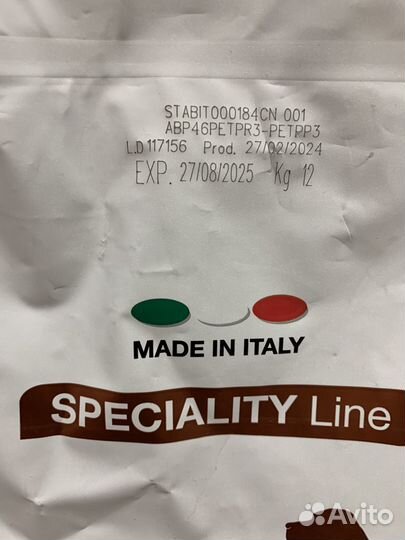 STABIT000184CN 001
ABP46PETPR3-PETPP3
L.D 117156 Prod. 27/02/2024
EXP. 27/08/2025 Kg 12
MADE IN ITALY
SPECIALITY Line
Avito